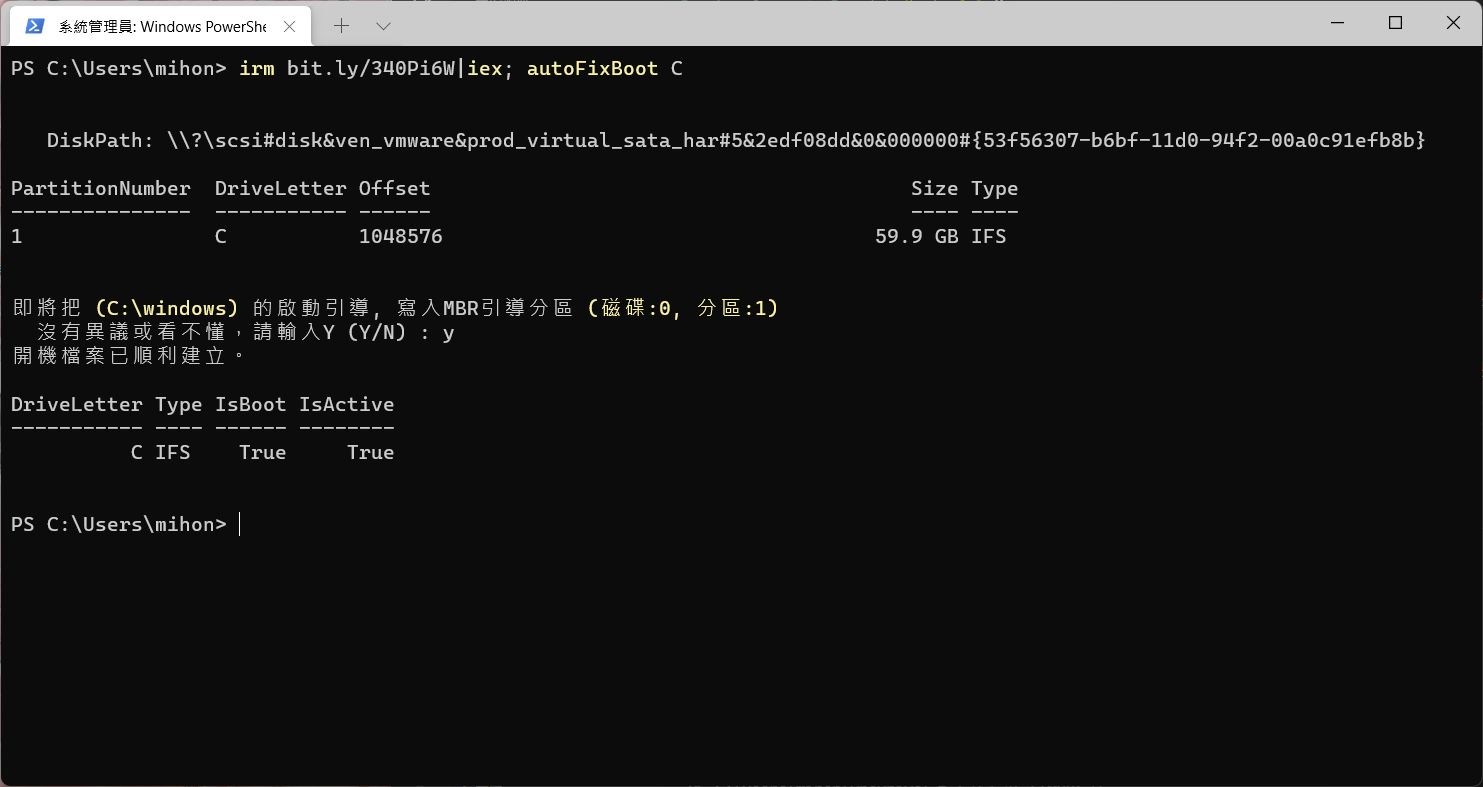 系統管理員: Windows PowerShe
PS C:\Users\mihon> irm bit.ly/340Pi6W|iex; autoFixBoot C
DiskPath: \\?\scsi#disk&ven_vmware&prod_virtual_sata_har#5&2edf08dd&0&000000#{53f56307-b6bf-11d0-94f2-00a0c91efb8b}
PartitionNumber DriveLetter Offset Size Type
--------------- ----------- ------ ---- ----
1 C 1048576 59.9 GB IFS
即將把 (C:\windows) 的啟動引導, 寫入MBR引導分區 (磁碟:0, 分區:1)
沒有異議或看不懂，請輸入Y (Y/N) : y
開機檔案已順利建立。
DriveLetter Type IsBoot IsActive
----------- ---- ------ --------
C IFS True True
PS C:\Users\mihon>